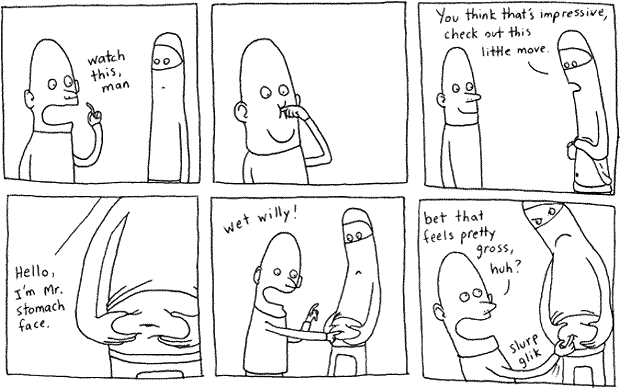 watch
this,
man
You think that's impressive,
check out this
little move.
Hello,
I'm Mr.
stomach
face.
wet willy!
bet that
feels pretty
gross,
huh?
slurp
glik